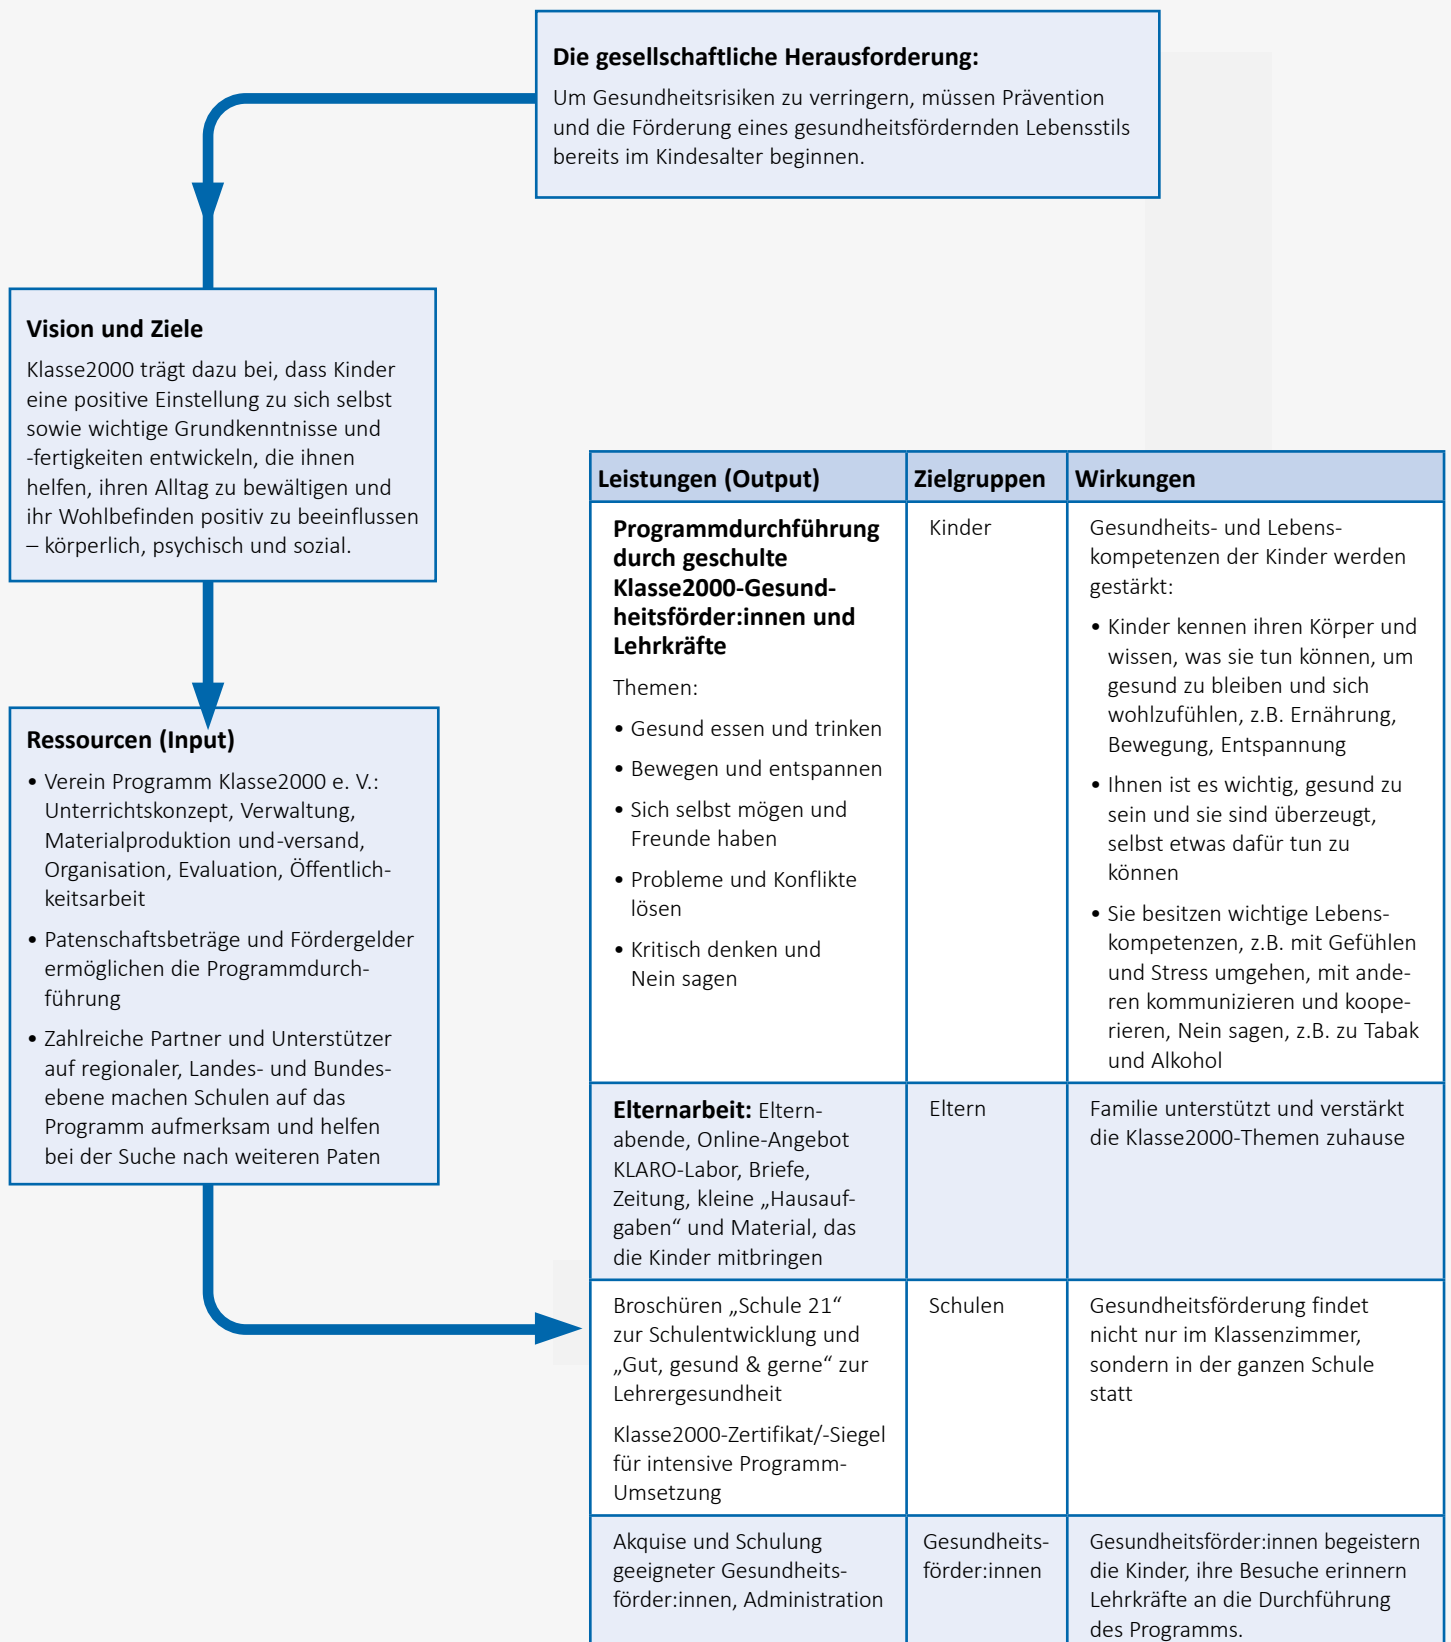 Die gesellschaftliche Herausforderung:
Um Gesundheitsrisiken zu verringern, müssen Prävention
und die Förderung eines gesundheitsfördernden Lebensstils
bereits im Kindesalter beginnen.
Vision und Ziele
Klasse2000 trägt dazu bei, dass Kinder
eine positive Einstellung zu sich selbst
sowie wichtige Grundkenntnisse und
-fertigkeiten entwickeln, die ihnen
helfen, ihren Alltag zu bewältigen und
ihr Wohlbefinden positiv zu beeinflussen
– körperlich, psychisch und sozial.
Ressourcen (Input)
• Verein Programm Klasse2000 e. V.:
Unterrichtskonzept, Verwaltung,
Materialproduktion und -versand,
Organisation, Evaluation, Öffentlich-
keitsarbeit
• Patenschaftsbeträge und Fördergelder
ermöglichen die Programmdurch-
führung
• Zahlreiche Partner und Unterstützer
auf regionaler, Landes- und Bundes-
ebene machen Schulen auf das
Programm aufmerksam und helfen
bei der Suche nach weiteren Paten
Leistungen (Output)
Zielgruppen
Wirkungen
Programmdurchführung
durch geschulte
Klasse2000-Gesund-
heitsförder:innen und
Lehrkräfte
Themen:
• Gesund essen und trinken
• Bewegen und entspannen
• Sich selbst mögen und
Freunde haben
• Probleme und Konflikte
lösen
• Kritisch denken und
Nein sagen
Kinder
Gesundheits- und Lebens-
kompetenzen der Kinder werden
gestärkt:
• Kinder kennen ihren Körper und
wissen, was sie tun können, um
gesund zu bleiben und sich
wohlzufühlen, z.B. Ernährung,
Bewegung, Entspannung
• Ihnen ist es wichtig, gesund zu
sein und sie sind überzeugt,
selbst etwas dafür tun zu
können
• Sie besitzen wichtige Lebens-
kompetenzen, z.B. mit Gefühlen
und Stress umgehen, mit ande-
ren kommunizieren und koope-
rieren, Nein sagen, z.B. zu Tabak
und Alkohol
Elternarbeit: Eltern-
abende, Online-Angebot
KLARO-Labor, Briefe,
Zeitung, kleine „Hausauf-
gaben“ und Material, das
die Kinder mitbringen
Eltern
Familie unterstützt und verstärkt
die Klasse2000-Themen zuhause
Broschüren „Schule 21“
zur Schulentwicklung und
„Gut, gesund & gerne“ zur
Lehrergesundheit
Klasse2000-Zertifikat/-Siegel
für intensive Programm-
Umsetzung
Schulen
Gesundheitsförderung findet
nicht nur im Klassenzimmer,
sondern in der ganzen Schule
statt
Akquise und Schulung
geeigneter Gesundheits-
förder:innen, Administration
Gesundheits-
förder:innen
Gesundheitsförder:innen begeistern
die Kinder, ihre Besuche erinnern
Lehrkräfte an die Durchführung
des Programms.